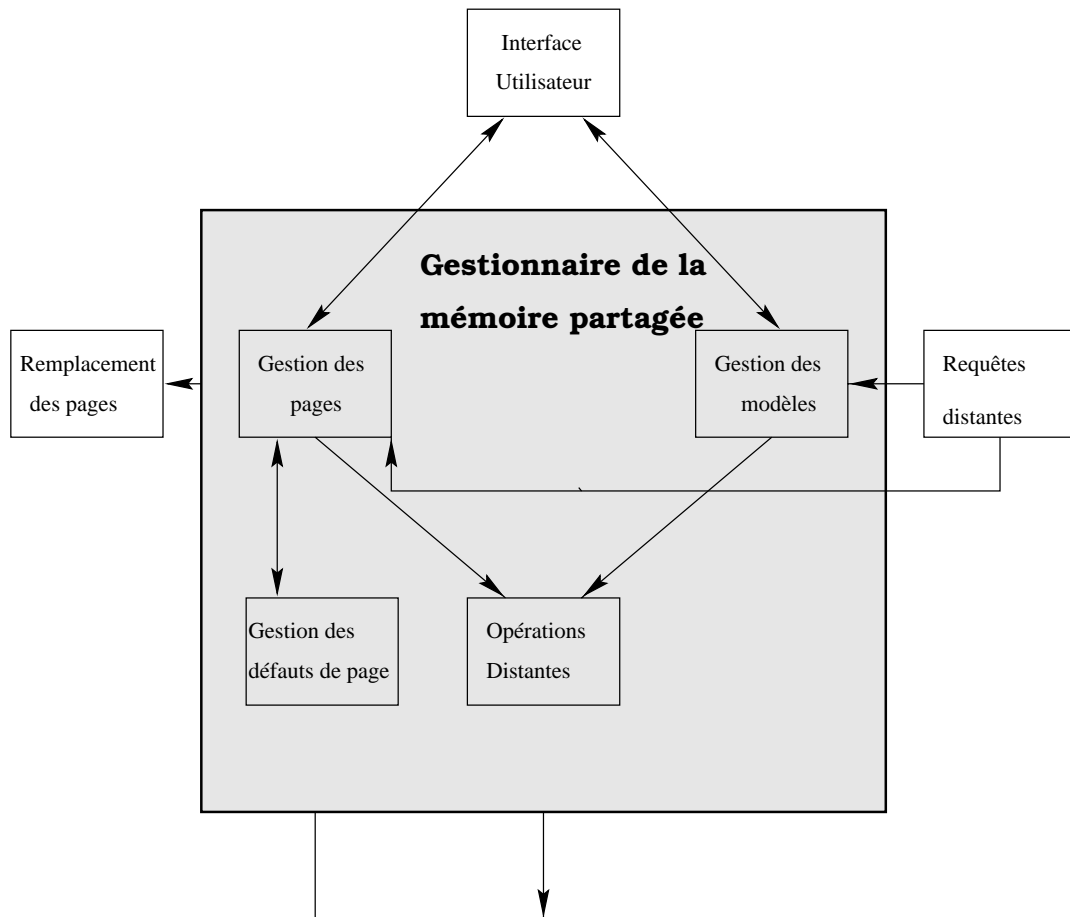 Interface
Utilisateur
Gestionnaire de la
mémoire partagée
Remplacement
des pages
Gestion des
pages
Gestion des
modèles
Requêtes
distantes
Gestion des
défauts de page
Opérations
Distantes